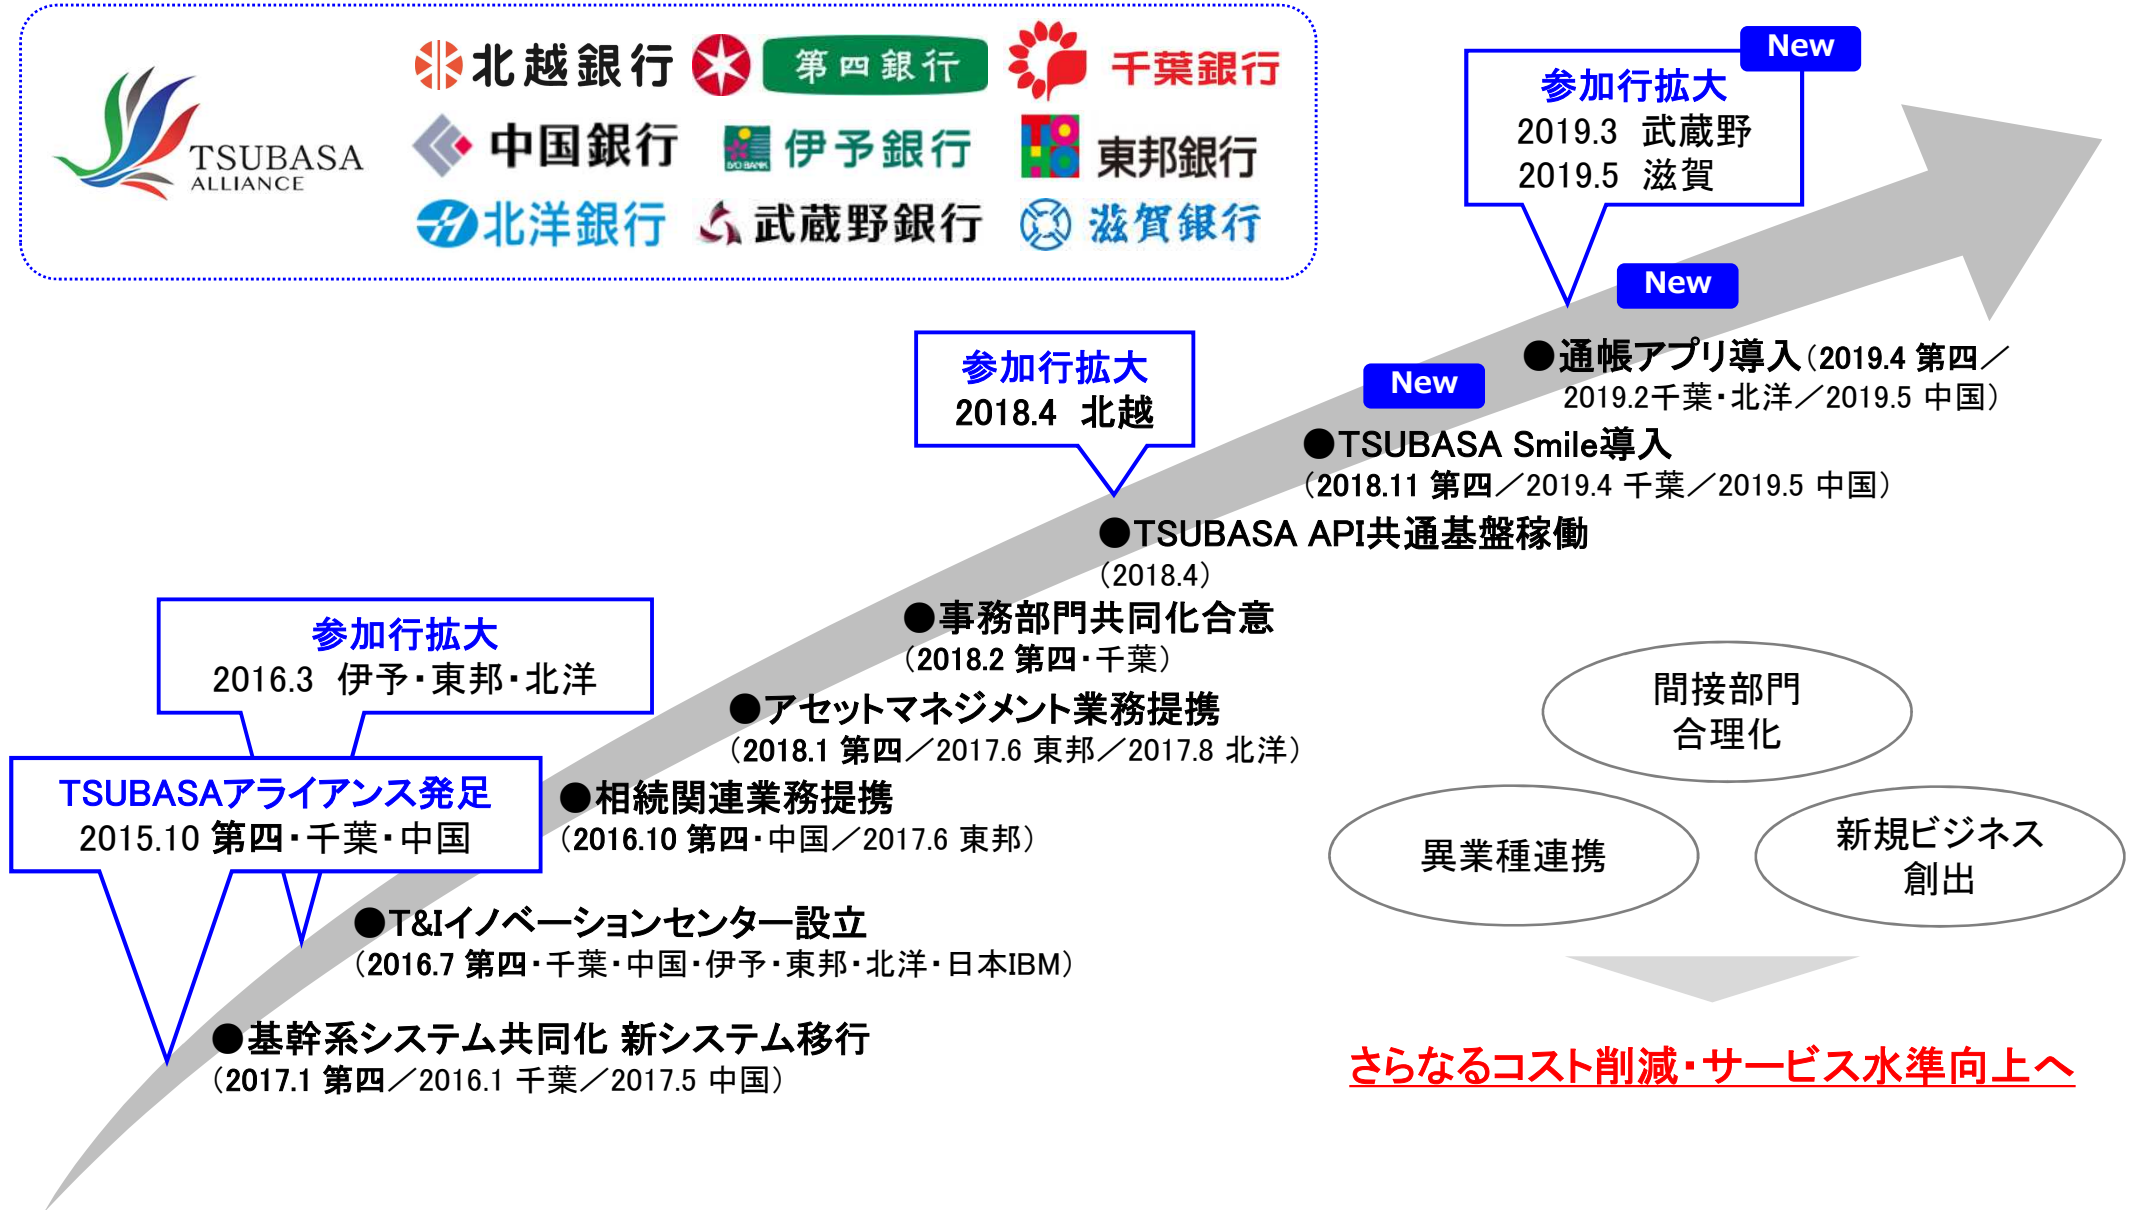 TSUBASA
ALLIANCE
北越銀行
第四銀行
千葉銀行
中国銀行
IYO BANK
伊予銀行
TOHO
東邦銀行
北洋銀行
武蔵野銀行
滋賀銀行
New
参加行拡大
2019.3 武蔵野
2019.5 滋賀
New
●通帳アプリ導入（2019.4 第四／
2019.2千葉・北洋／2019.5 中国）
New
参加行拡大
2018.4 北越
●TSUBASA Smile導入
（2018.11 第四／2019.4 千葉／2019.5 中国）
●TSUBASA API共通基盤稼働
（2018.4）
●事務部門共同化合意
（2018.2 第四・千葉）
参加行拡大
2016.3 伊予・東邦・北洋
●アセットマネジメント業務提携
（2018.1 第四／2017.6 東邦／2017.8 北洋）
TSUBASAアライアンス発足
2015.10 第四・千葉・中国
●相続関連業務提携
（2016.10 第四・中国／2017.6 東邦）
●T&Iイノベーションセンター設立
（2016.7 第四・千葉・中国・伊予・東邦・北洋・日本IBM）
●基幹系システム共同化 新システム移行
（2017.1 第四／2016.1 千葉／2017.5 中国）
間接部門
合理化
異業種連携
新規ビジネス
創出
さらなるコスト削減・サービス水準向上へ